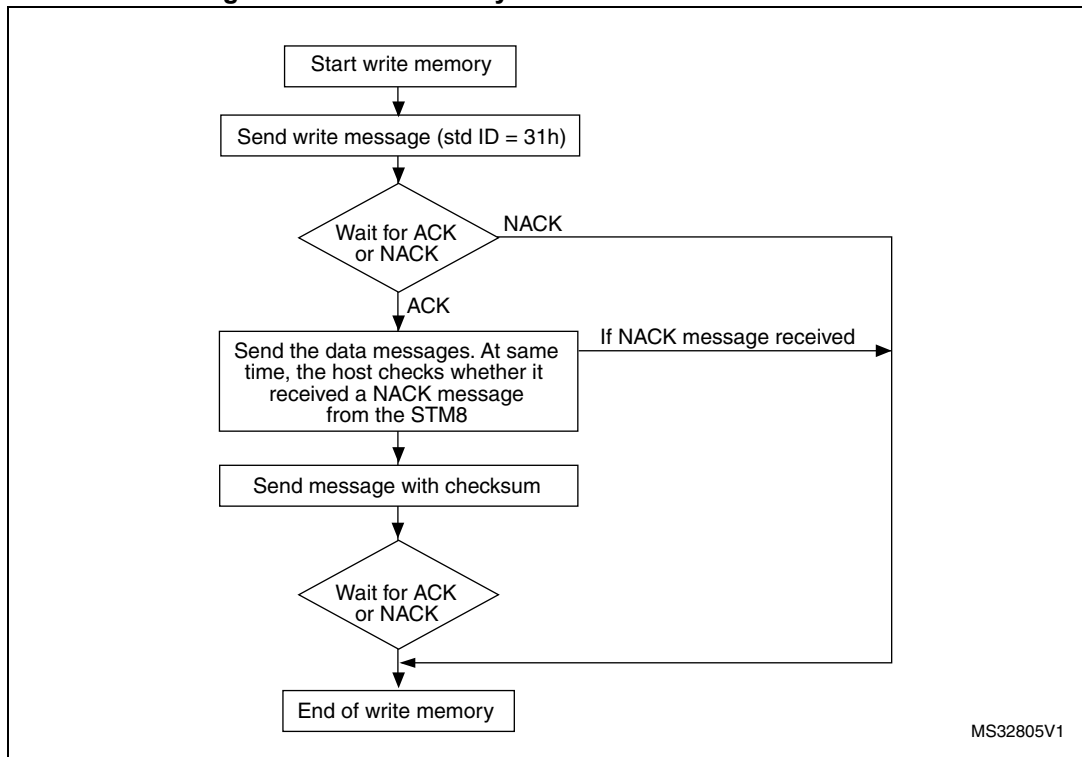 Start write memory
Send write message (std ID = 31h)
NACK
Wait for ACK
or NACK
ACK
If NACK message received
Send the data messages. At same
time, the host checks whether it
received a NACK message
from the STM8
Send message with checksum
Wait for ACK
or NACK
End of write memory
MS32805V1